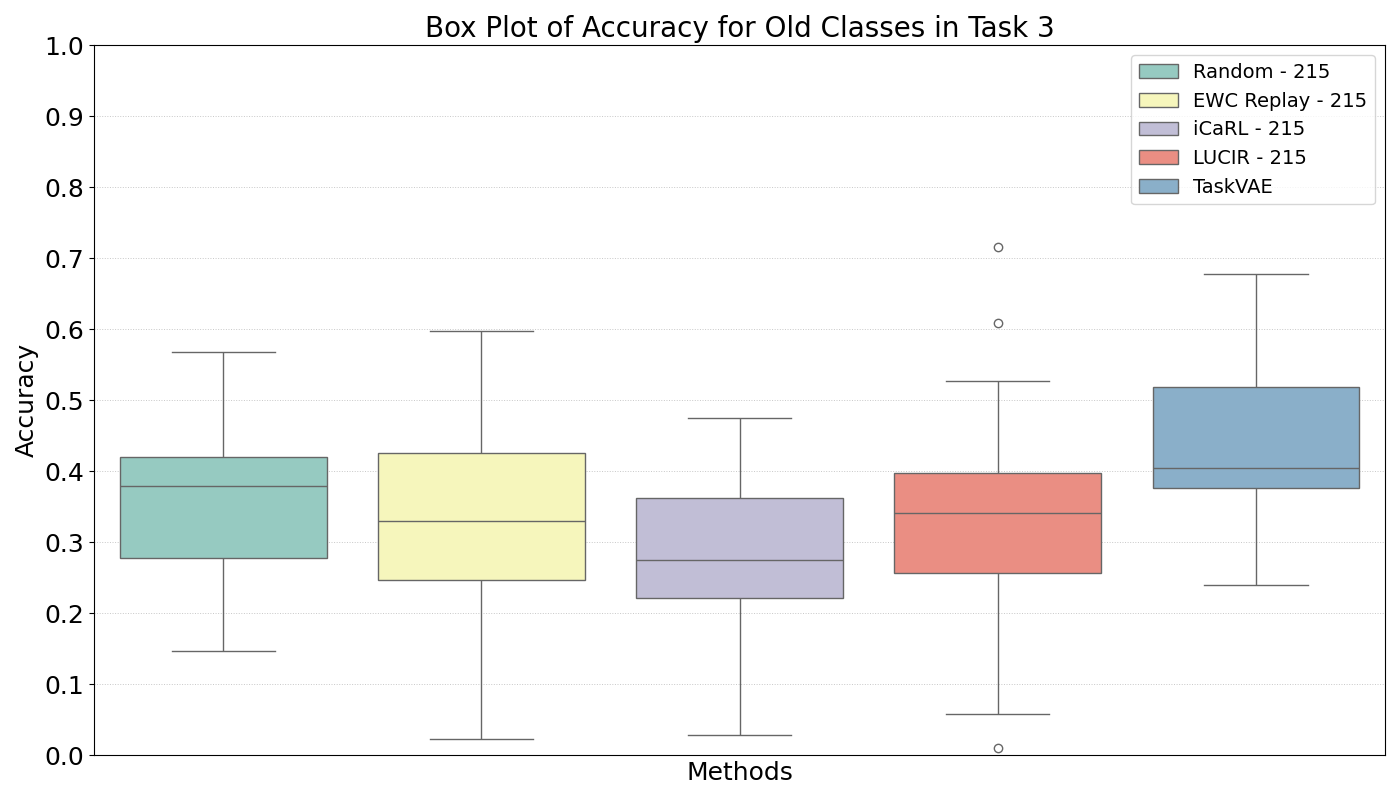 Box Plot of Accuracy for Old Classes in Task 3
1.0
0.9
0.8
0.7
0.6
0.5
0.4
0.3
0.2
0.1
0.0
Accuracy
Methods
Random - 215
EWC Replay - 215
iCaRL - 215
LUCIR - 215
TaskVAE